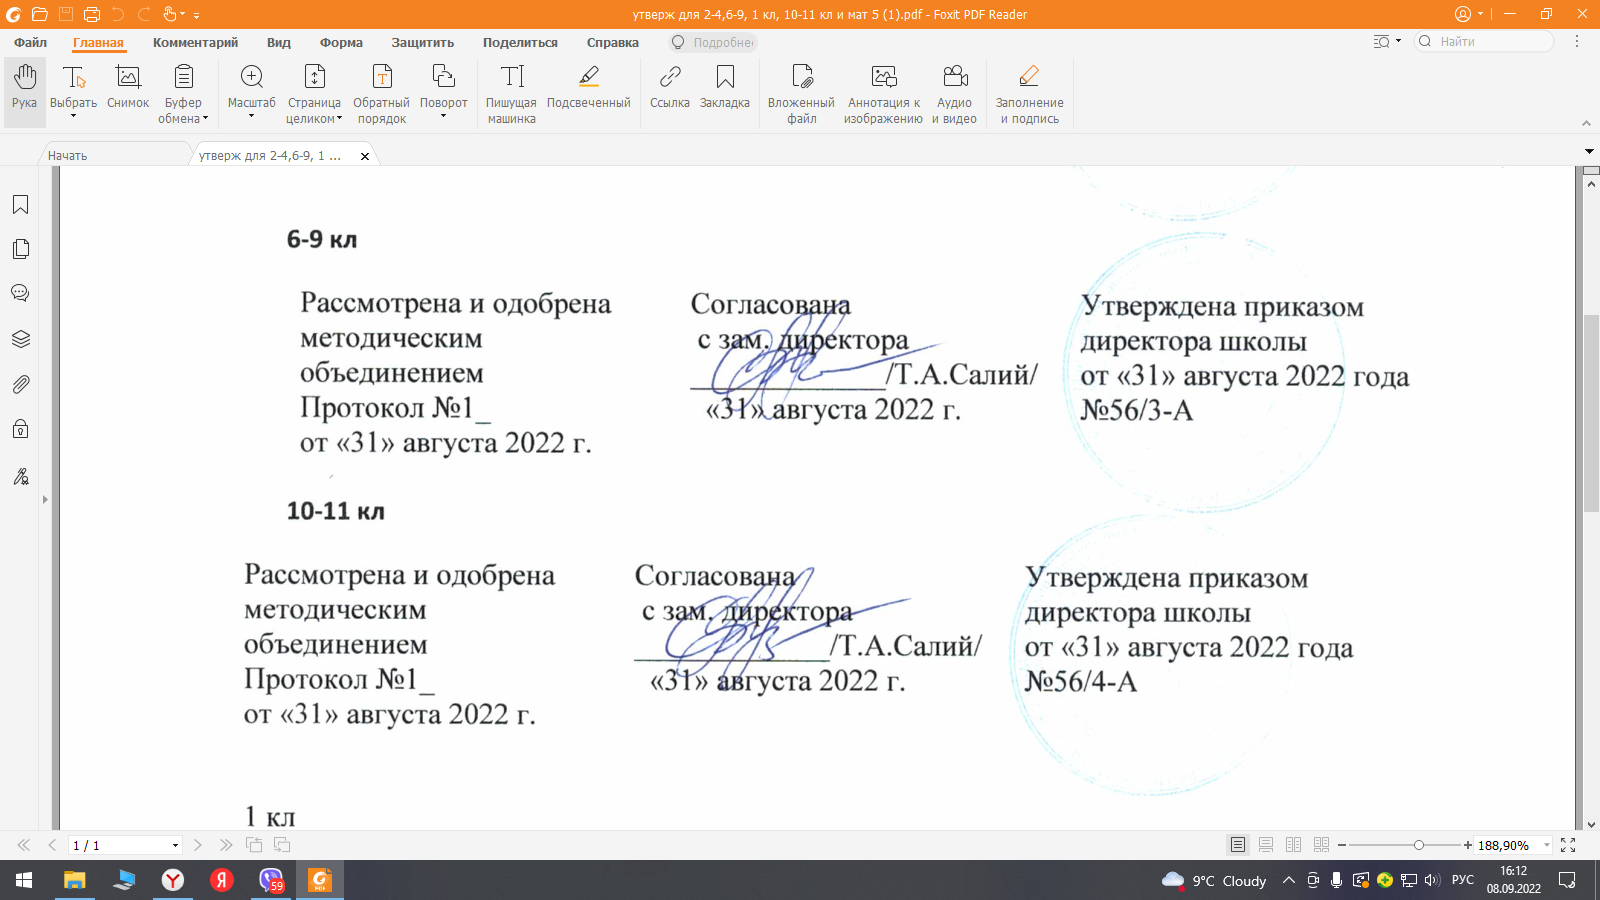 утверж для 2-4,6-9, 1 кл, 10-11 кл и мат 5 (1).pdf - Foxit PDF Reader
Файл Главная Комментарий Вид Форма Защитить Поделиться Справка Подробне Найти
Рука Выбрать Снимок Буфер обмена Масштаб Страница целиком Обратный порядок Поворот Пишущая машинка Подсвеченный Ссылка Закладка Вложенный файл Аннотация к изображению Аудио и видео Заполнение и подпись
Начать утверж для 2-4,6-9, 1 ...
6-9 кл
Рассмотрена и одобрена
методическим
объединением
Протокол №1_
от «31» августа 2022 г.
Согласована
с зам. директора
______________/Т.А.Салий/
«31» августа 2022 г.
Утверждена приказом
директора школы
от «31» августа 2022 года
№56/3-А
10-11 кл
Рассмотрена и одобрена
методическим
объединением
Протокол №1_
от «31» августа 2022 г.
Согласована
с зам. директора
______________/Т.А.Салий/
«31» августа 2022 г.
Утверждена приказом
директора школы
от «31» августа 2022 года
№56/4-А
1 кл
1 / 1 188,90%
59 PDF 9°C Cloudy РУС 16:12
08.09.2022